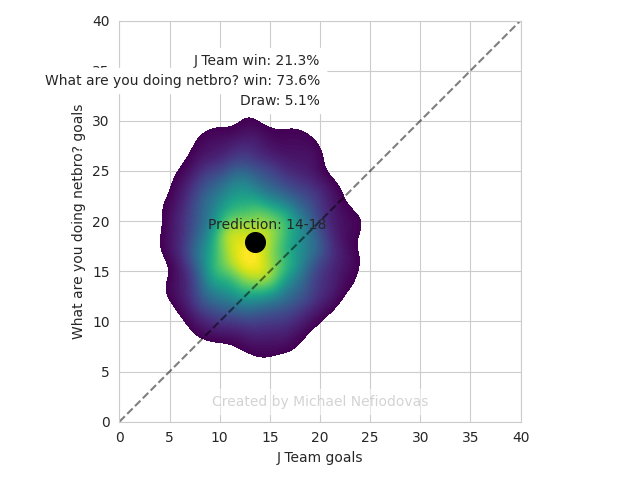 40
35
30
25
20
15
10
5
0
What are you doing netbro? goals
J Team win: 21.3%
What are you doing netbro? win: 73.6%
Draw: 5.1%
Prediction: 14-18
Created by Michael Nefiodovas
0 5 10 15 20 25 30 35 40
J Team goals